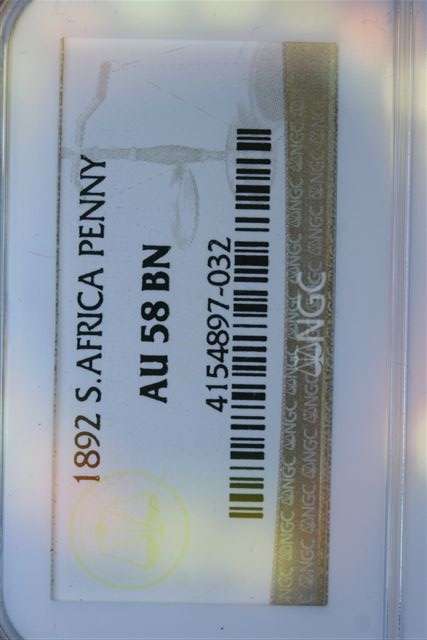 1892 S.AFRICA PENNY
AU 58 BN
4154897-032
NGC